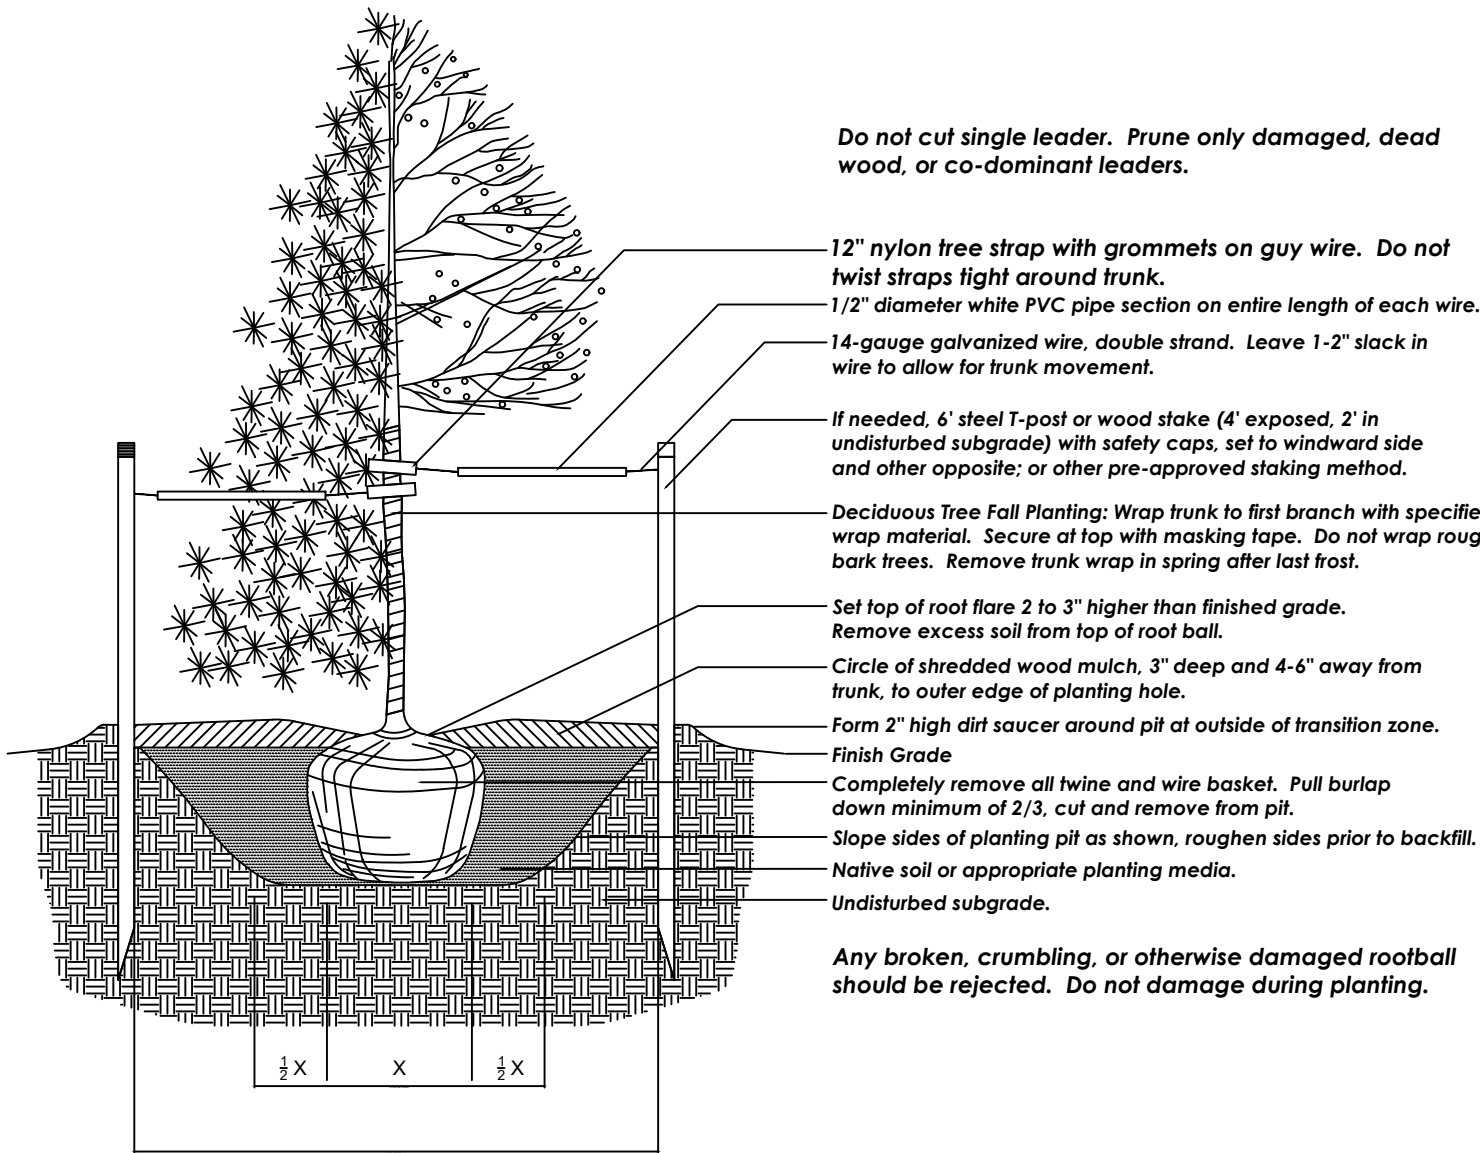 Do not cut single leader.  Prune only damaged, dead
wood, or co-dominant leaders.
12" nylon tree strap with grommets on guy wire.  Do not
twist straps tight around trunk.
1/2" diameter white PVC pipe section on entire length of each wire.
14-gauge galvanized wire, double strand.  Leave 1-2" slack in
wire to allow for trunk movement.
If needed, 6' steel T-post or wood stake (4' exposed, 2' in
undisturbed subgrade) with safety caps, set to windward side
and other opposite; or other pre-approved staking method.
Deciduous Tree Fall Planting: Wrap trunk to first branch with specifie
wrap material.  Secure at top with masking tape.  Do not wrap roug
bark trees.  Remove trunk wrap in spring after last frost.
Set top of root flare 2 to 3" higher than finished grade.
Remove excess soil from top of root ball.
Circle of shredded wood mulch, 3" deep and 4-6" away from
trunk, to outer edge of planting hole.
Form 2" high dirt saucer around pit at outside of transition zone.
Finish Grade
Completely remove all twine and wire basket.  Pull burlap
down minimum of 2/3, cut and remove from pit.
Slope sides of planting pit as shown, roughen sides prior to backfill.
Native soil or appropriate planting media.
Undisturbed subgrade.
Any broken, crumbling, or otherwise damaged rootball
should be rejected.  Do not damage during planting.
1/2 X X 1/2 X